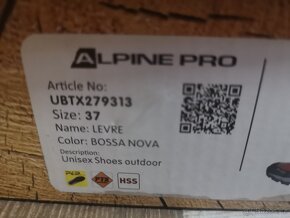 ALPINE PRO
Article No:
UBTX279313
Size: 37
Name: LEVRE
Color: BOSSA NOVA
Description:
Unisex Shoes outdoor
HSS